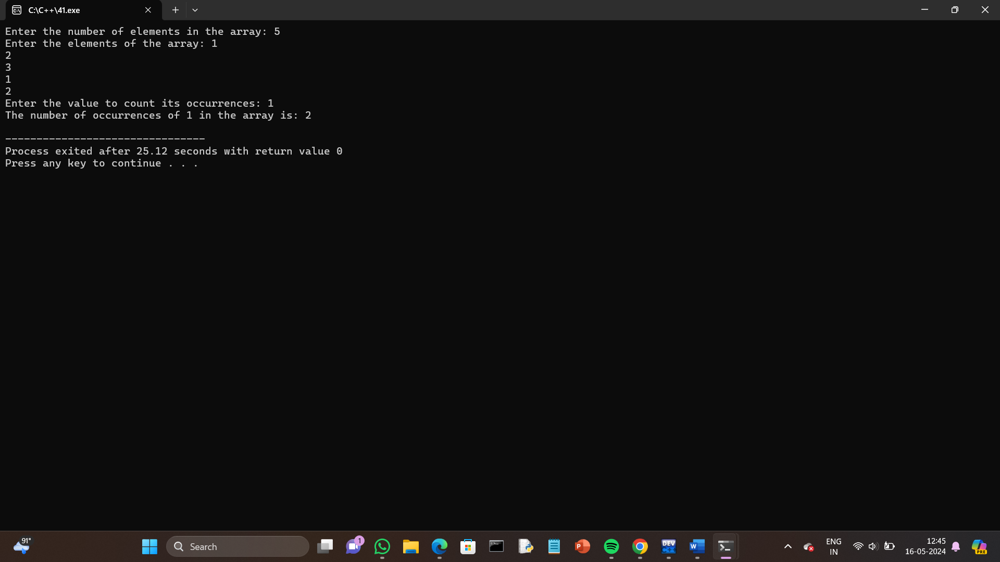 C:\C++\41.exe
Enter the number of elements in the array: 5
Enter the elements of the array: 1
2
3
1
2
Enter the value to count its occurrences: 1
The number of occurrences of 1 in the array is: 2
--------------------------------
Process exited after 25.12 seconds with return value 0
Press any key to continue . . .
91°
Search
1
P
DEV
C++
W
ENG
IN
12:45
16-05-2024
PRE